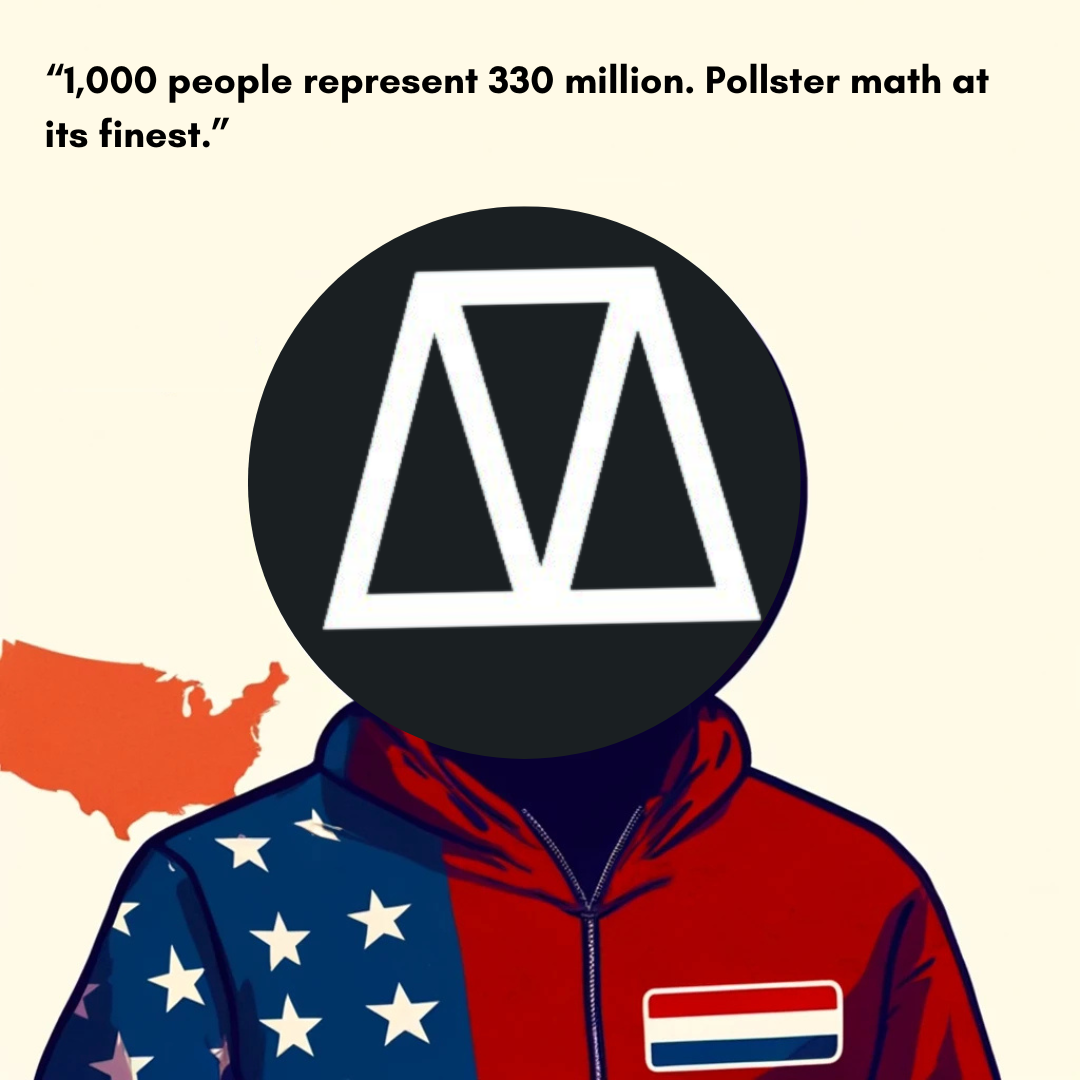 “1,000 people represent 330 million. Pollster math at
its finest.”